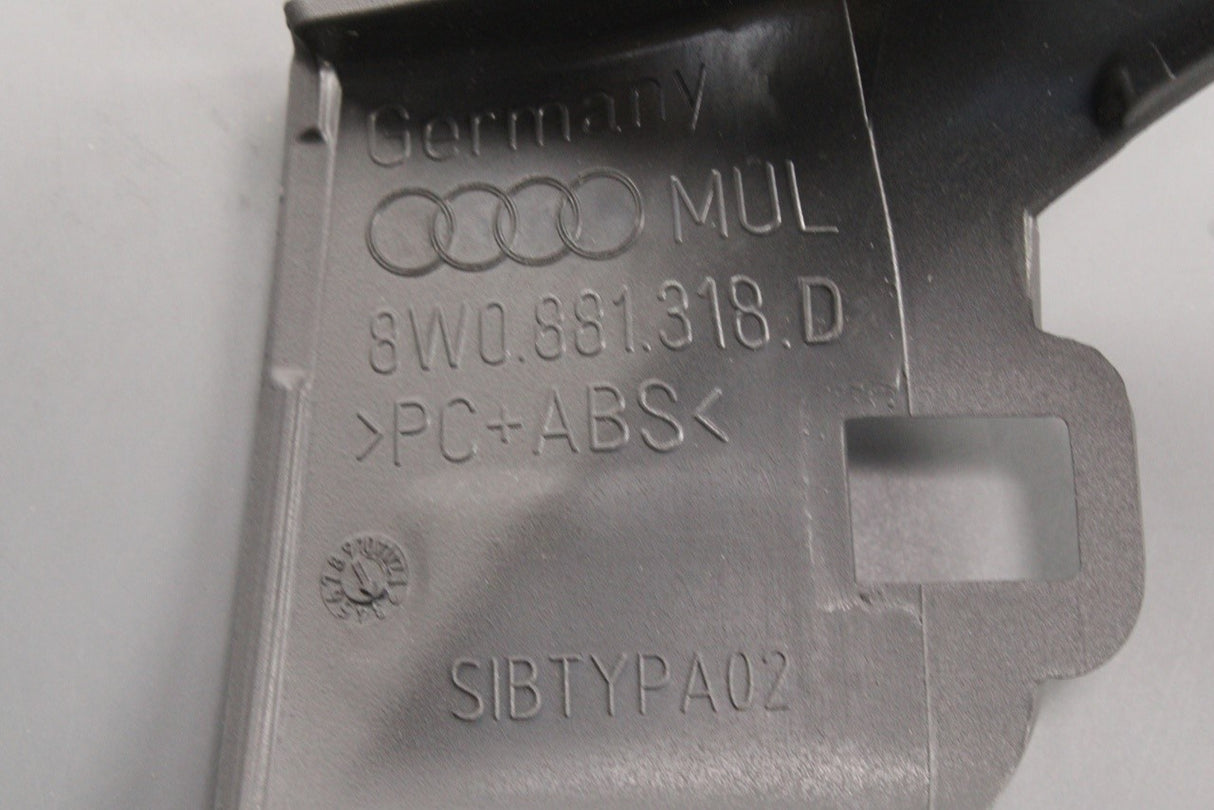 Germany
MUL
8W0.881.318.D
>PC+ABS<
SIBTYPA02